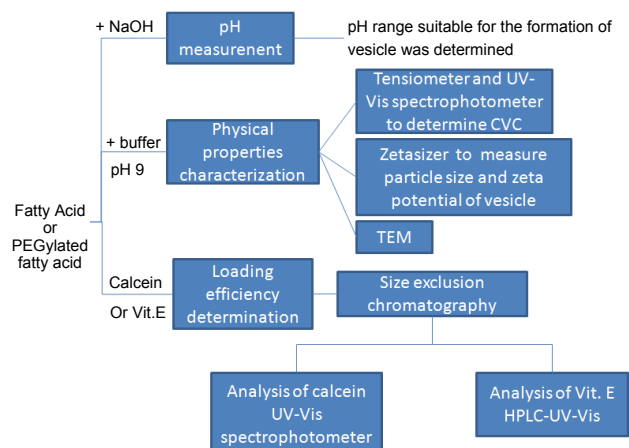 + NaOH
pH
measurenent
pH range suitable for the formation of
vesicle was determined
+ buffer
pH 9
Physical
properties
characterization
Tensiometer and UV-
Vis spectrophotometer
to determine CVC
Zetasizer to measure
particle size and zeta
potential of vesicle
TEM
Fatty Acid
or
PEGylated
fatty acid
Calcein
Or Vit.E
Loading
efficiency
determination
Size exclusion
chromatography
Analysis of calcein
UV-Vis
spectrophotometer
Analysis of Vit. E
HPLC-UV-Vis